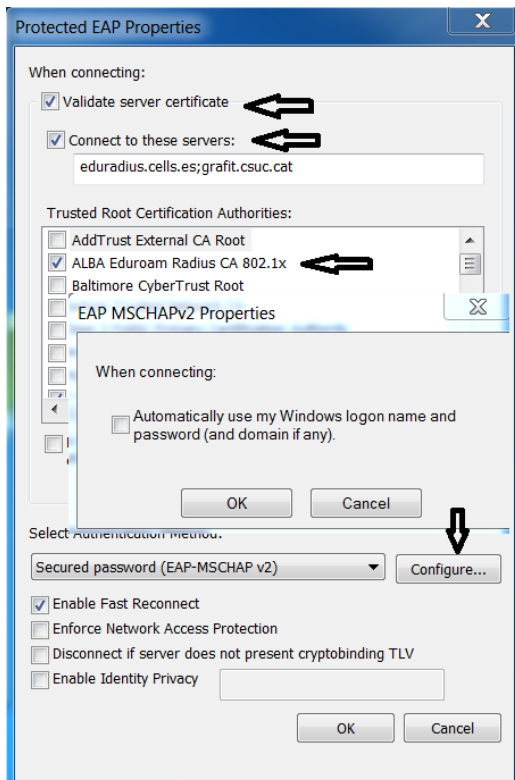 Protected EAP Properties
When connecting:
Validate server certificate
Connect to these servers:
eduradius.cells.es;grafit.csuc.cat
Trusted Root Certification Authorities:
AddTrust External CA Root
ALBA Eduroam Radius CA 802.1x
Baltimore CyberTrust Root
EAP MSCHAPv2 Properties
When connecting:
Automatically use my Windows logon name and
password (and domain if any).
OK Cancel
Select Authentication Method:
Secured password (EAP-MSCHAP v2) Configure...
Enable Fast Reconnect
Enforce Network Access Protection
Disconnect if server does not present cryptobinding TLV
Enable Identity Privacy
OK Cancel